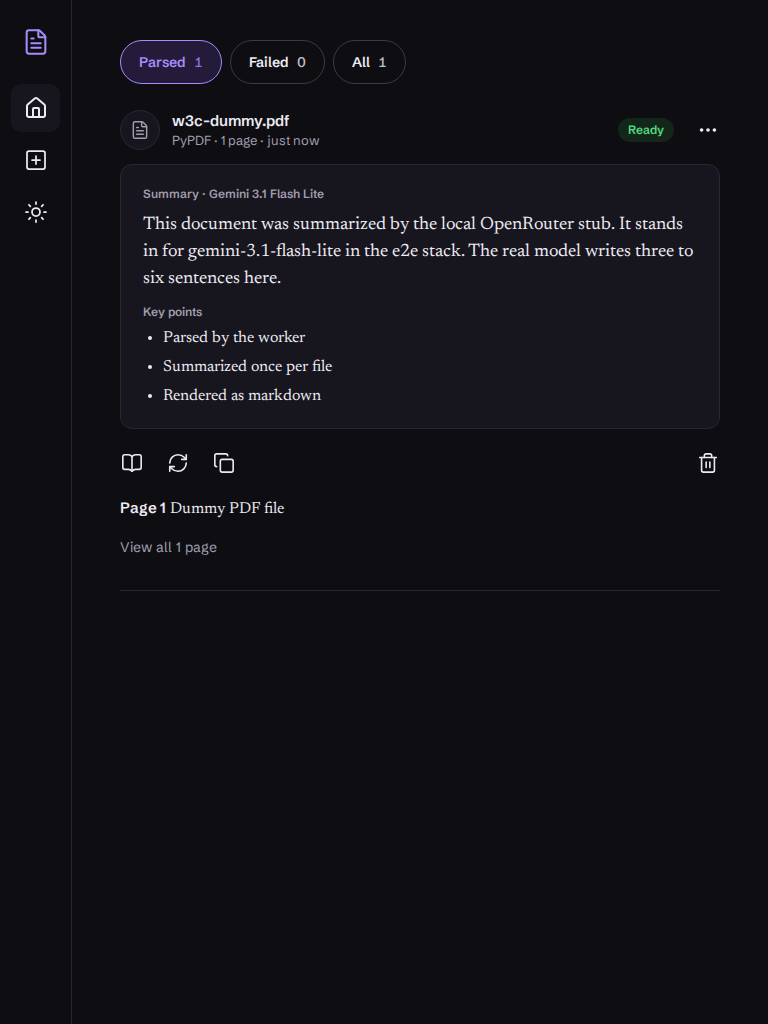 Parsed 1 Failed 0 All 1
w3c-dummy.pdf
PyPDF · 1 page · just now
Ready
Summary · Gemini 3.1 Flash Lite
This document was summarized by the local OpenRouter stub. It stands
in for gemini-3.1-flash-lite in the e2e stack. The real model writes three to
six sentences here.
Key points
• Parsed by the worker
• Summarized once per file
• Rendered as markdown
Page 1 Dummy PDF file
View all 1 page